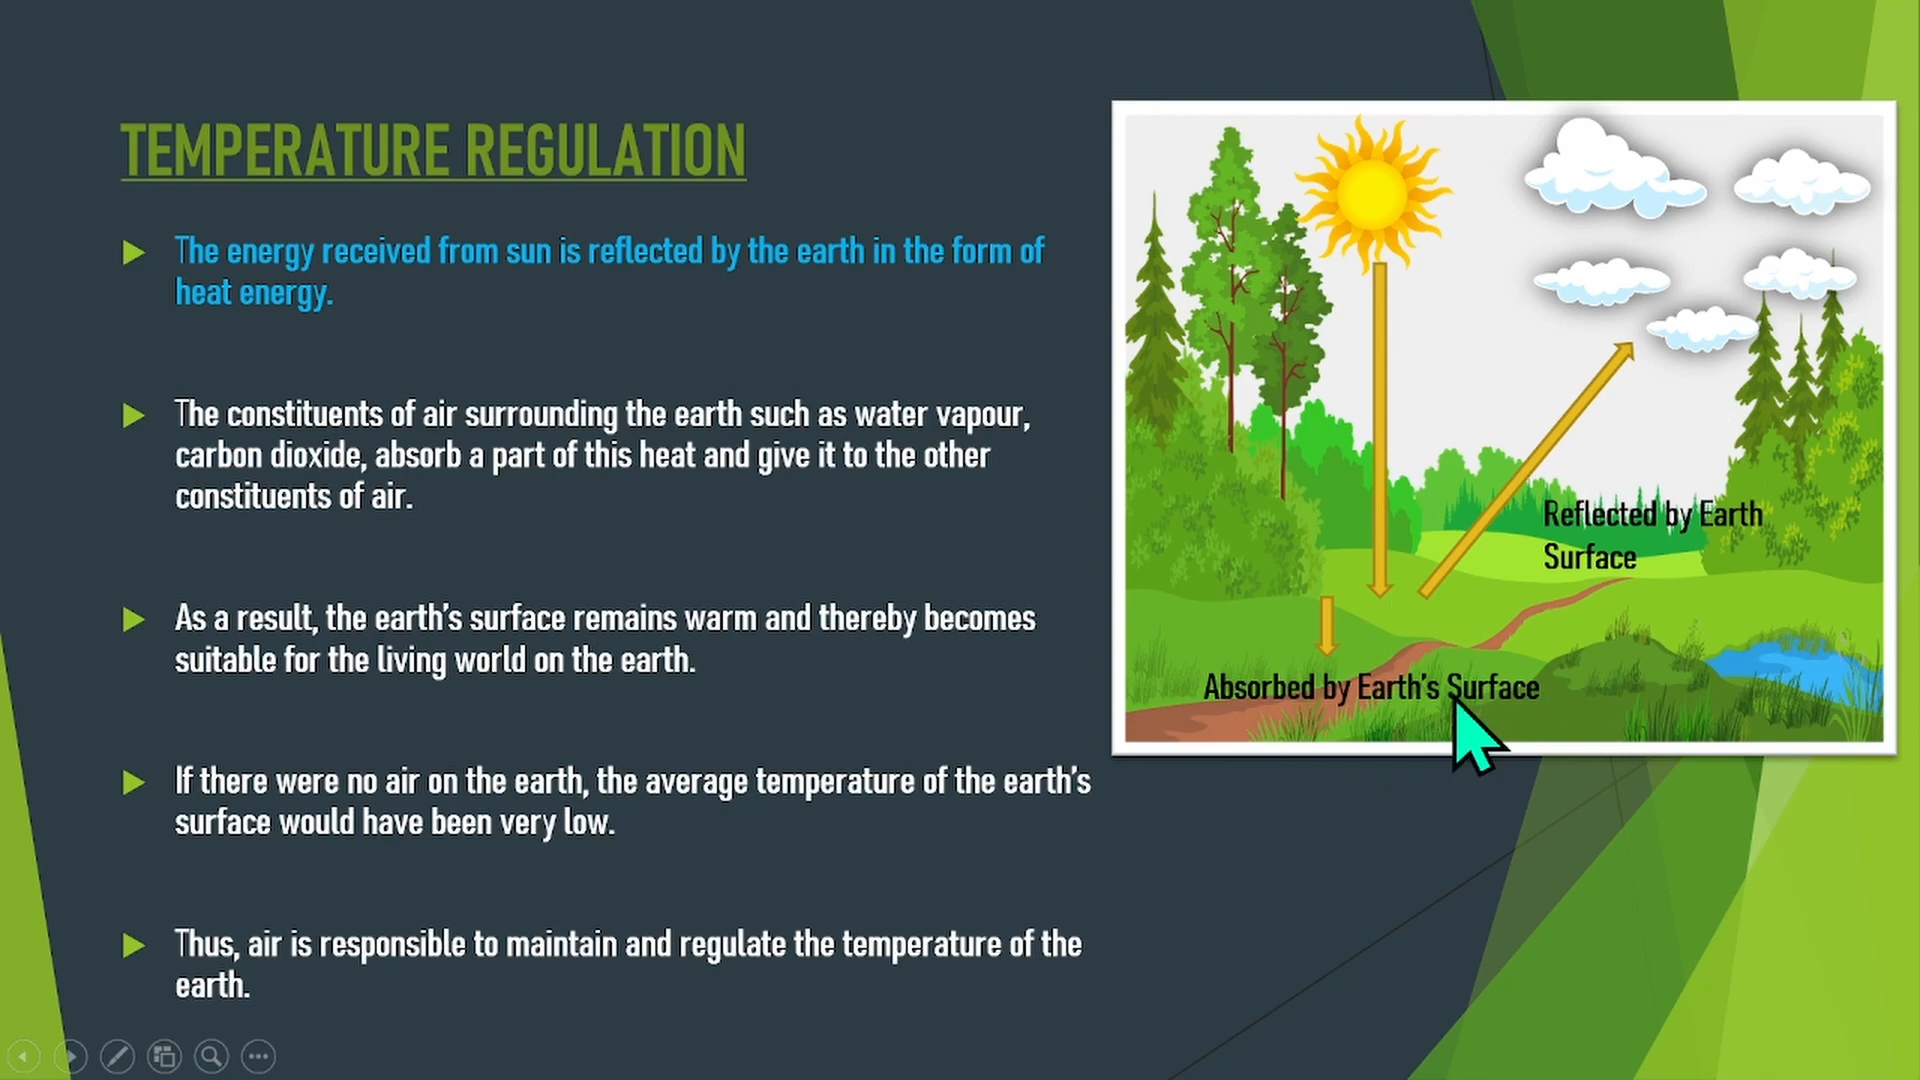 TEMPERATURE REGULATION
The energy received from sun is reflected by the earth in the form of
heat energy.
The constituents of air surrounding the earth such as water vapour,
carbon dioxide, absorb a part of this heat and give it to the other
constituents of air.
As a result, the earth's surface remains warm and thereby becomes
suitable for the living world on the earth.
If there were no air on the earth, the average temperature of the earth's
surface would have been very low.
Thus, air is responsible to maintain and regulate the temperature of the
earth.
Reflected by Earth
Surface
Absorbed by Earth's Surface